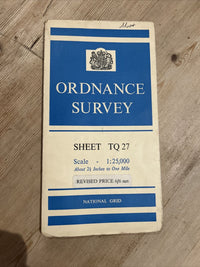 ORDNANCE
SURVEY
SHEET TQ 27
Scale - 1:25,000
About 2½ Inches to One Mile
REVISED PRICE
NATIONAL GRID